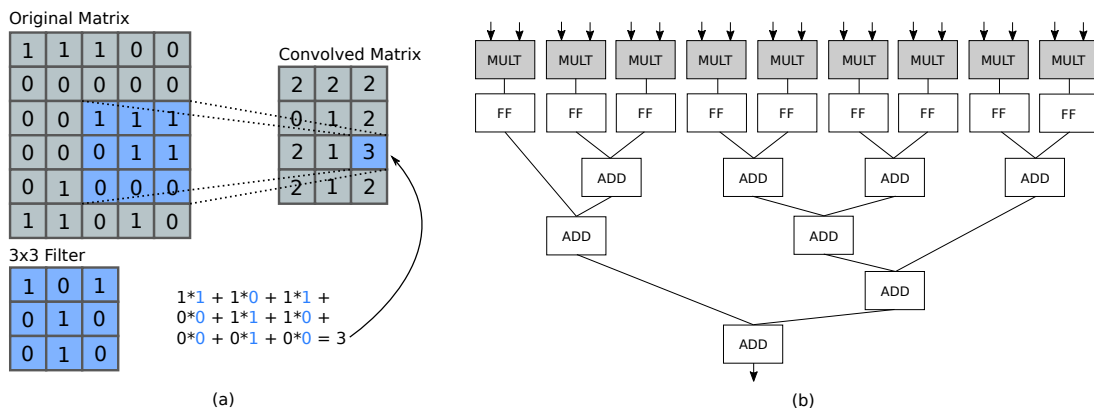 Original Matrix
1 1 1 0 0
0 0 0 0 0
0 0 1 1 1
0 0 0 1 1
0 1 0 0 0
1 1 0 1 0
Convolved Matrix
2 2 2
0 1 2
2 1 3
2 1 2
3x3 Filter
1 0 1
0 1 0
0 1 0
1*1 + 1*0 + 1*1 +
0*0 + 1*1 + 1*0 +
0*0 + 0*1 + 0*0 = 3
(a)
MULT MULT MULT MULT MULT MULT MULT MULT MULT
FF FF FF FF FF FF FF FF FF
ADD ADD ADD ADD
ADD ADD
ADD
ADD
(b)